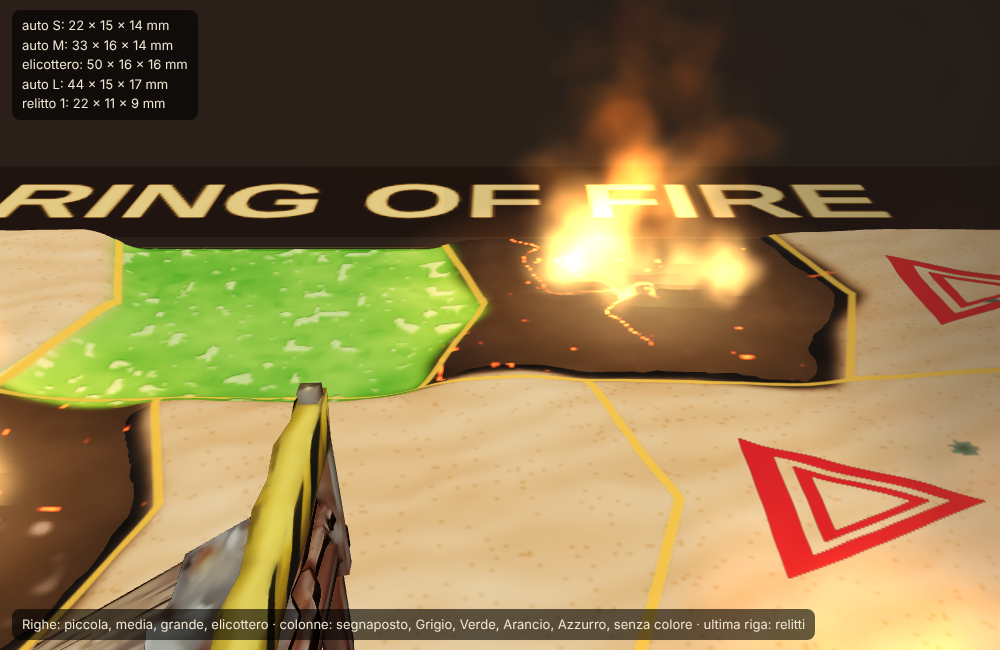 auto S: 22 × 15 × 14 mm
auto M: 33 × 16 × 14 mm
elicottero: 50 × 16 × 16 mm
auto L: 44 × 15 × 17 mm
relitto 1: 22 × 11 × 9 mm
RING OF FIRE
Righe: piccola, media, grande, elicottero · colonne: segnaposto, Grigio, Verde, Arancio, Azzurro, senza colore · ultima riga: relitti